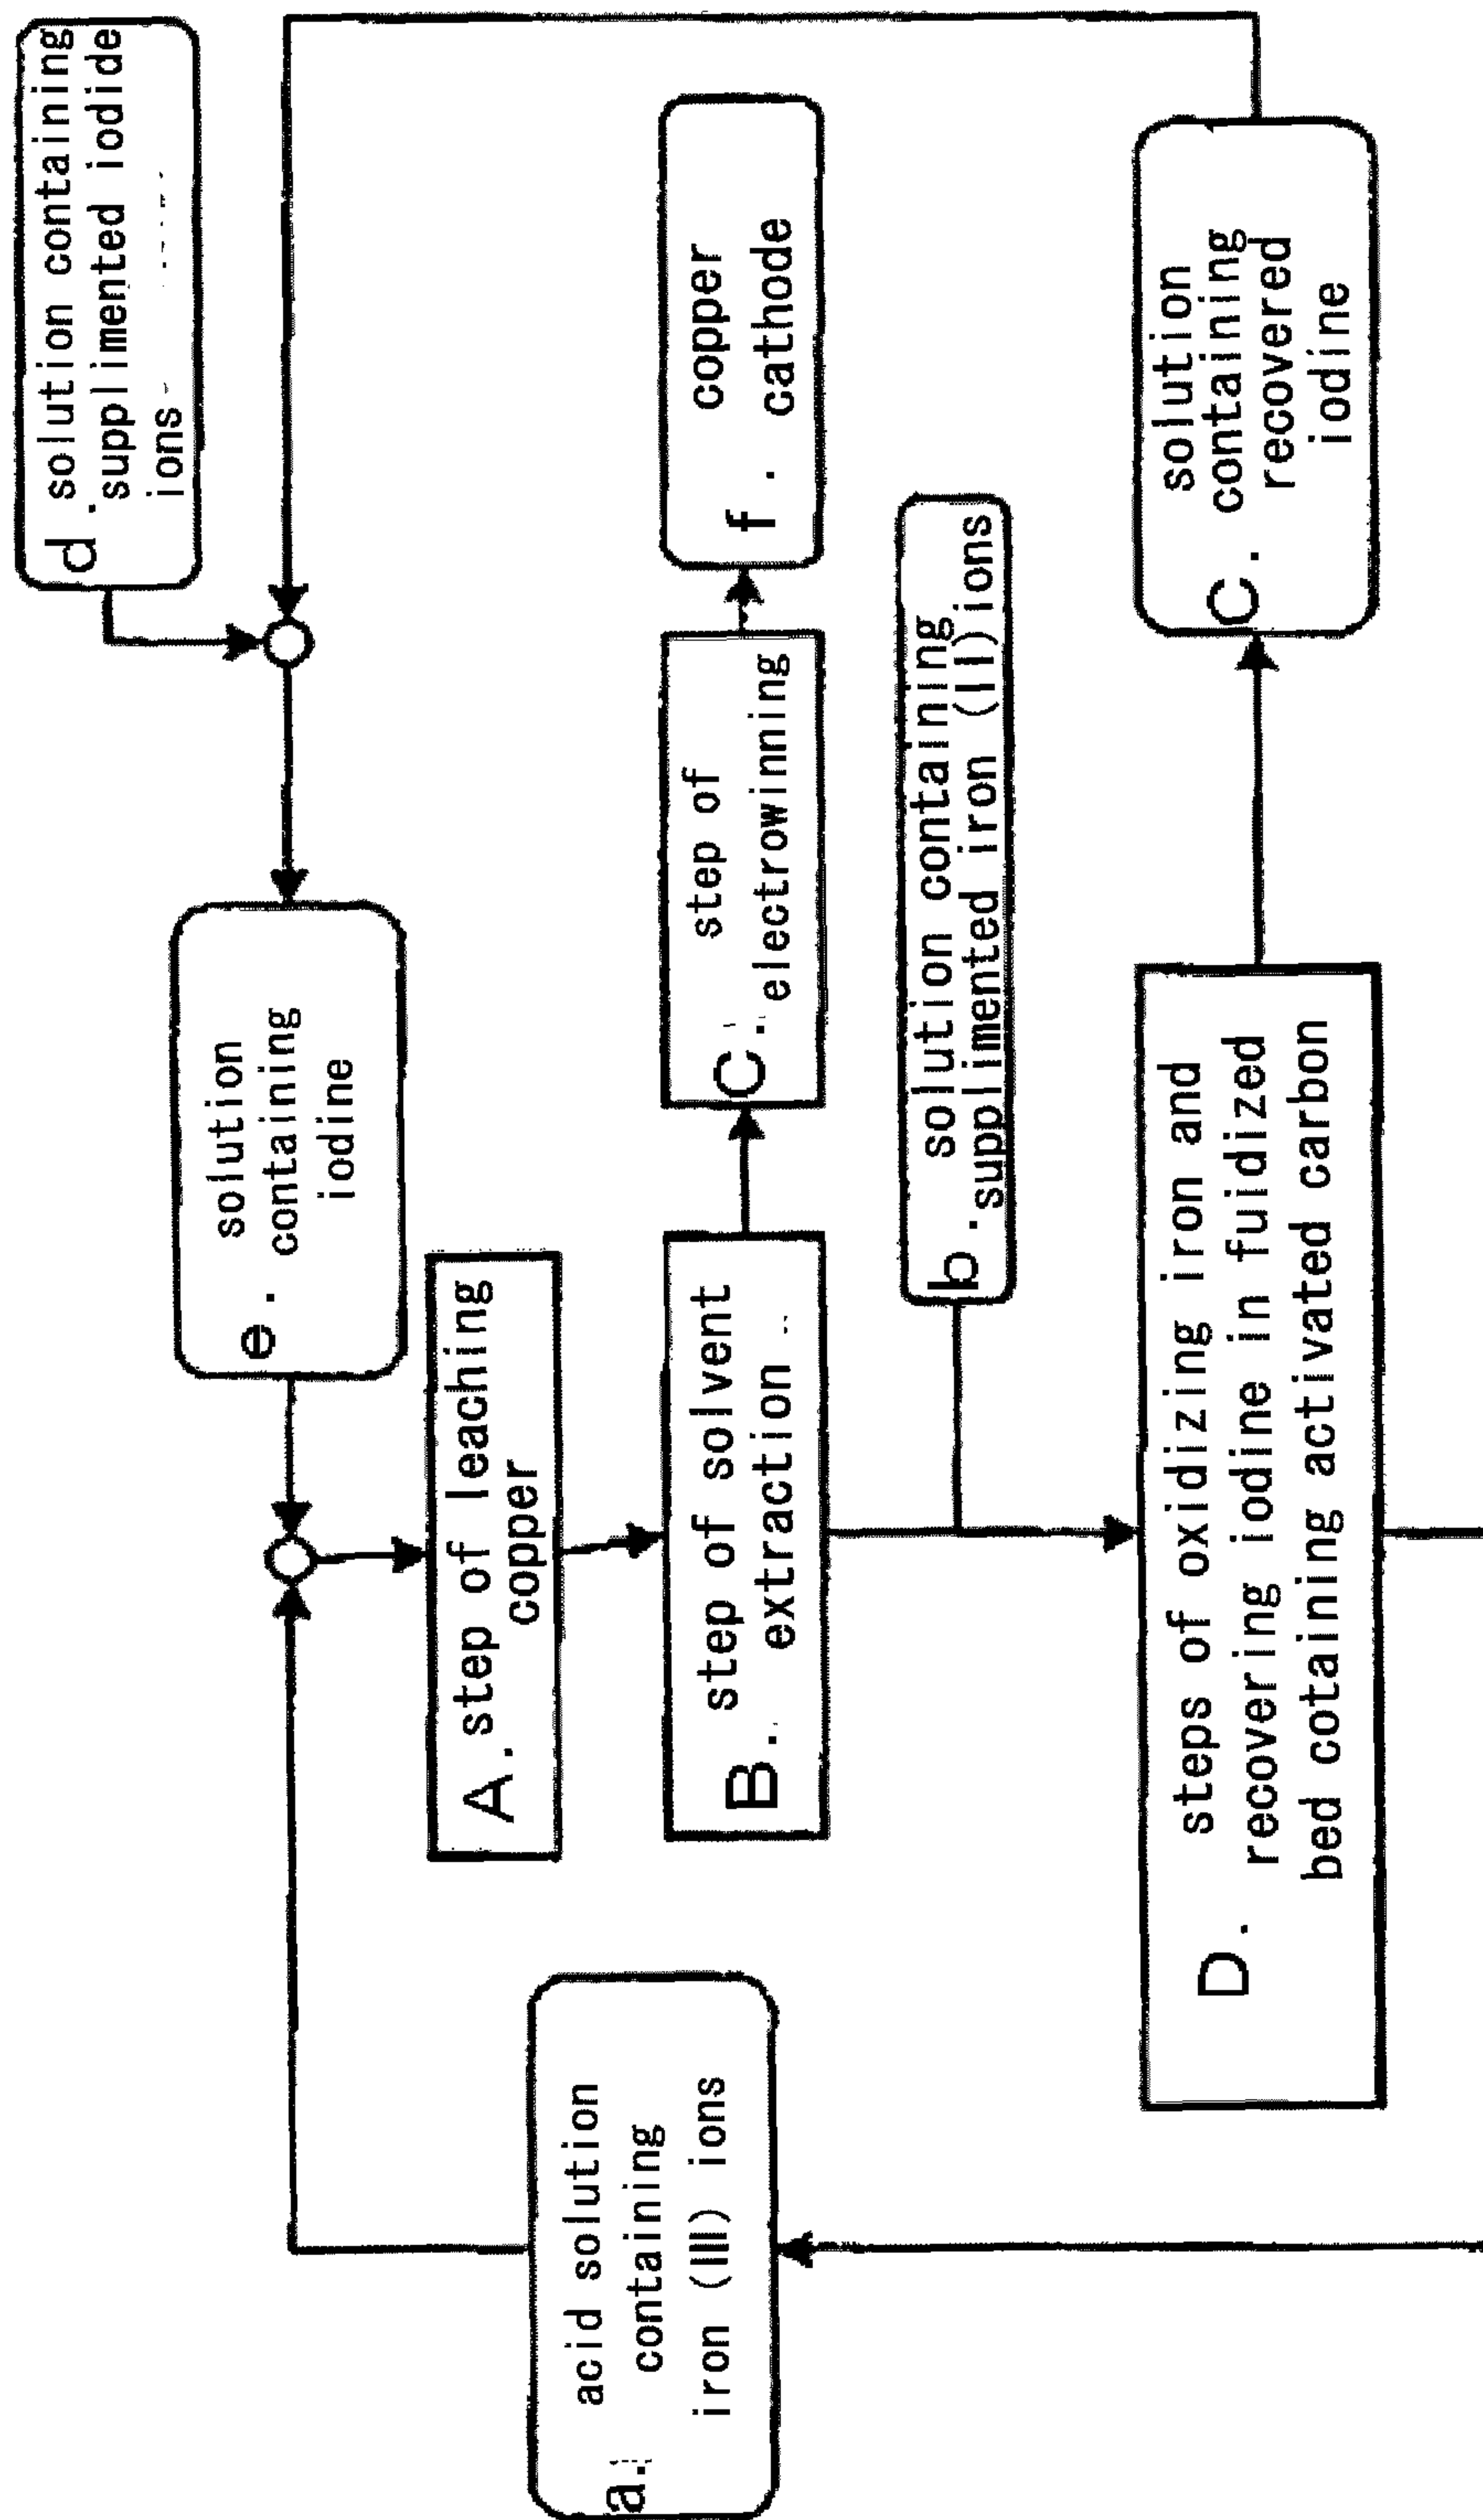 d. solution containing
supplimented iodide
ions
e. solution
containing
iodine
A. step of leaching
copper
a. acid solution
containing
iron (III) ions
B. step of solvent
extraction
C. step of
electrowinning
f. copper
cathode
b. solution containing
supplimented iron (II) ions
D. steps of oxidizing iron and
recovering iodine in fuidized
bed cotaining activated carbon
C. solution
containing
recovered
iodine